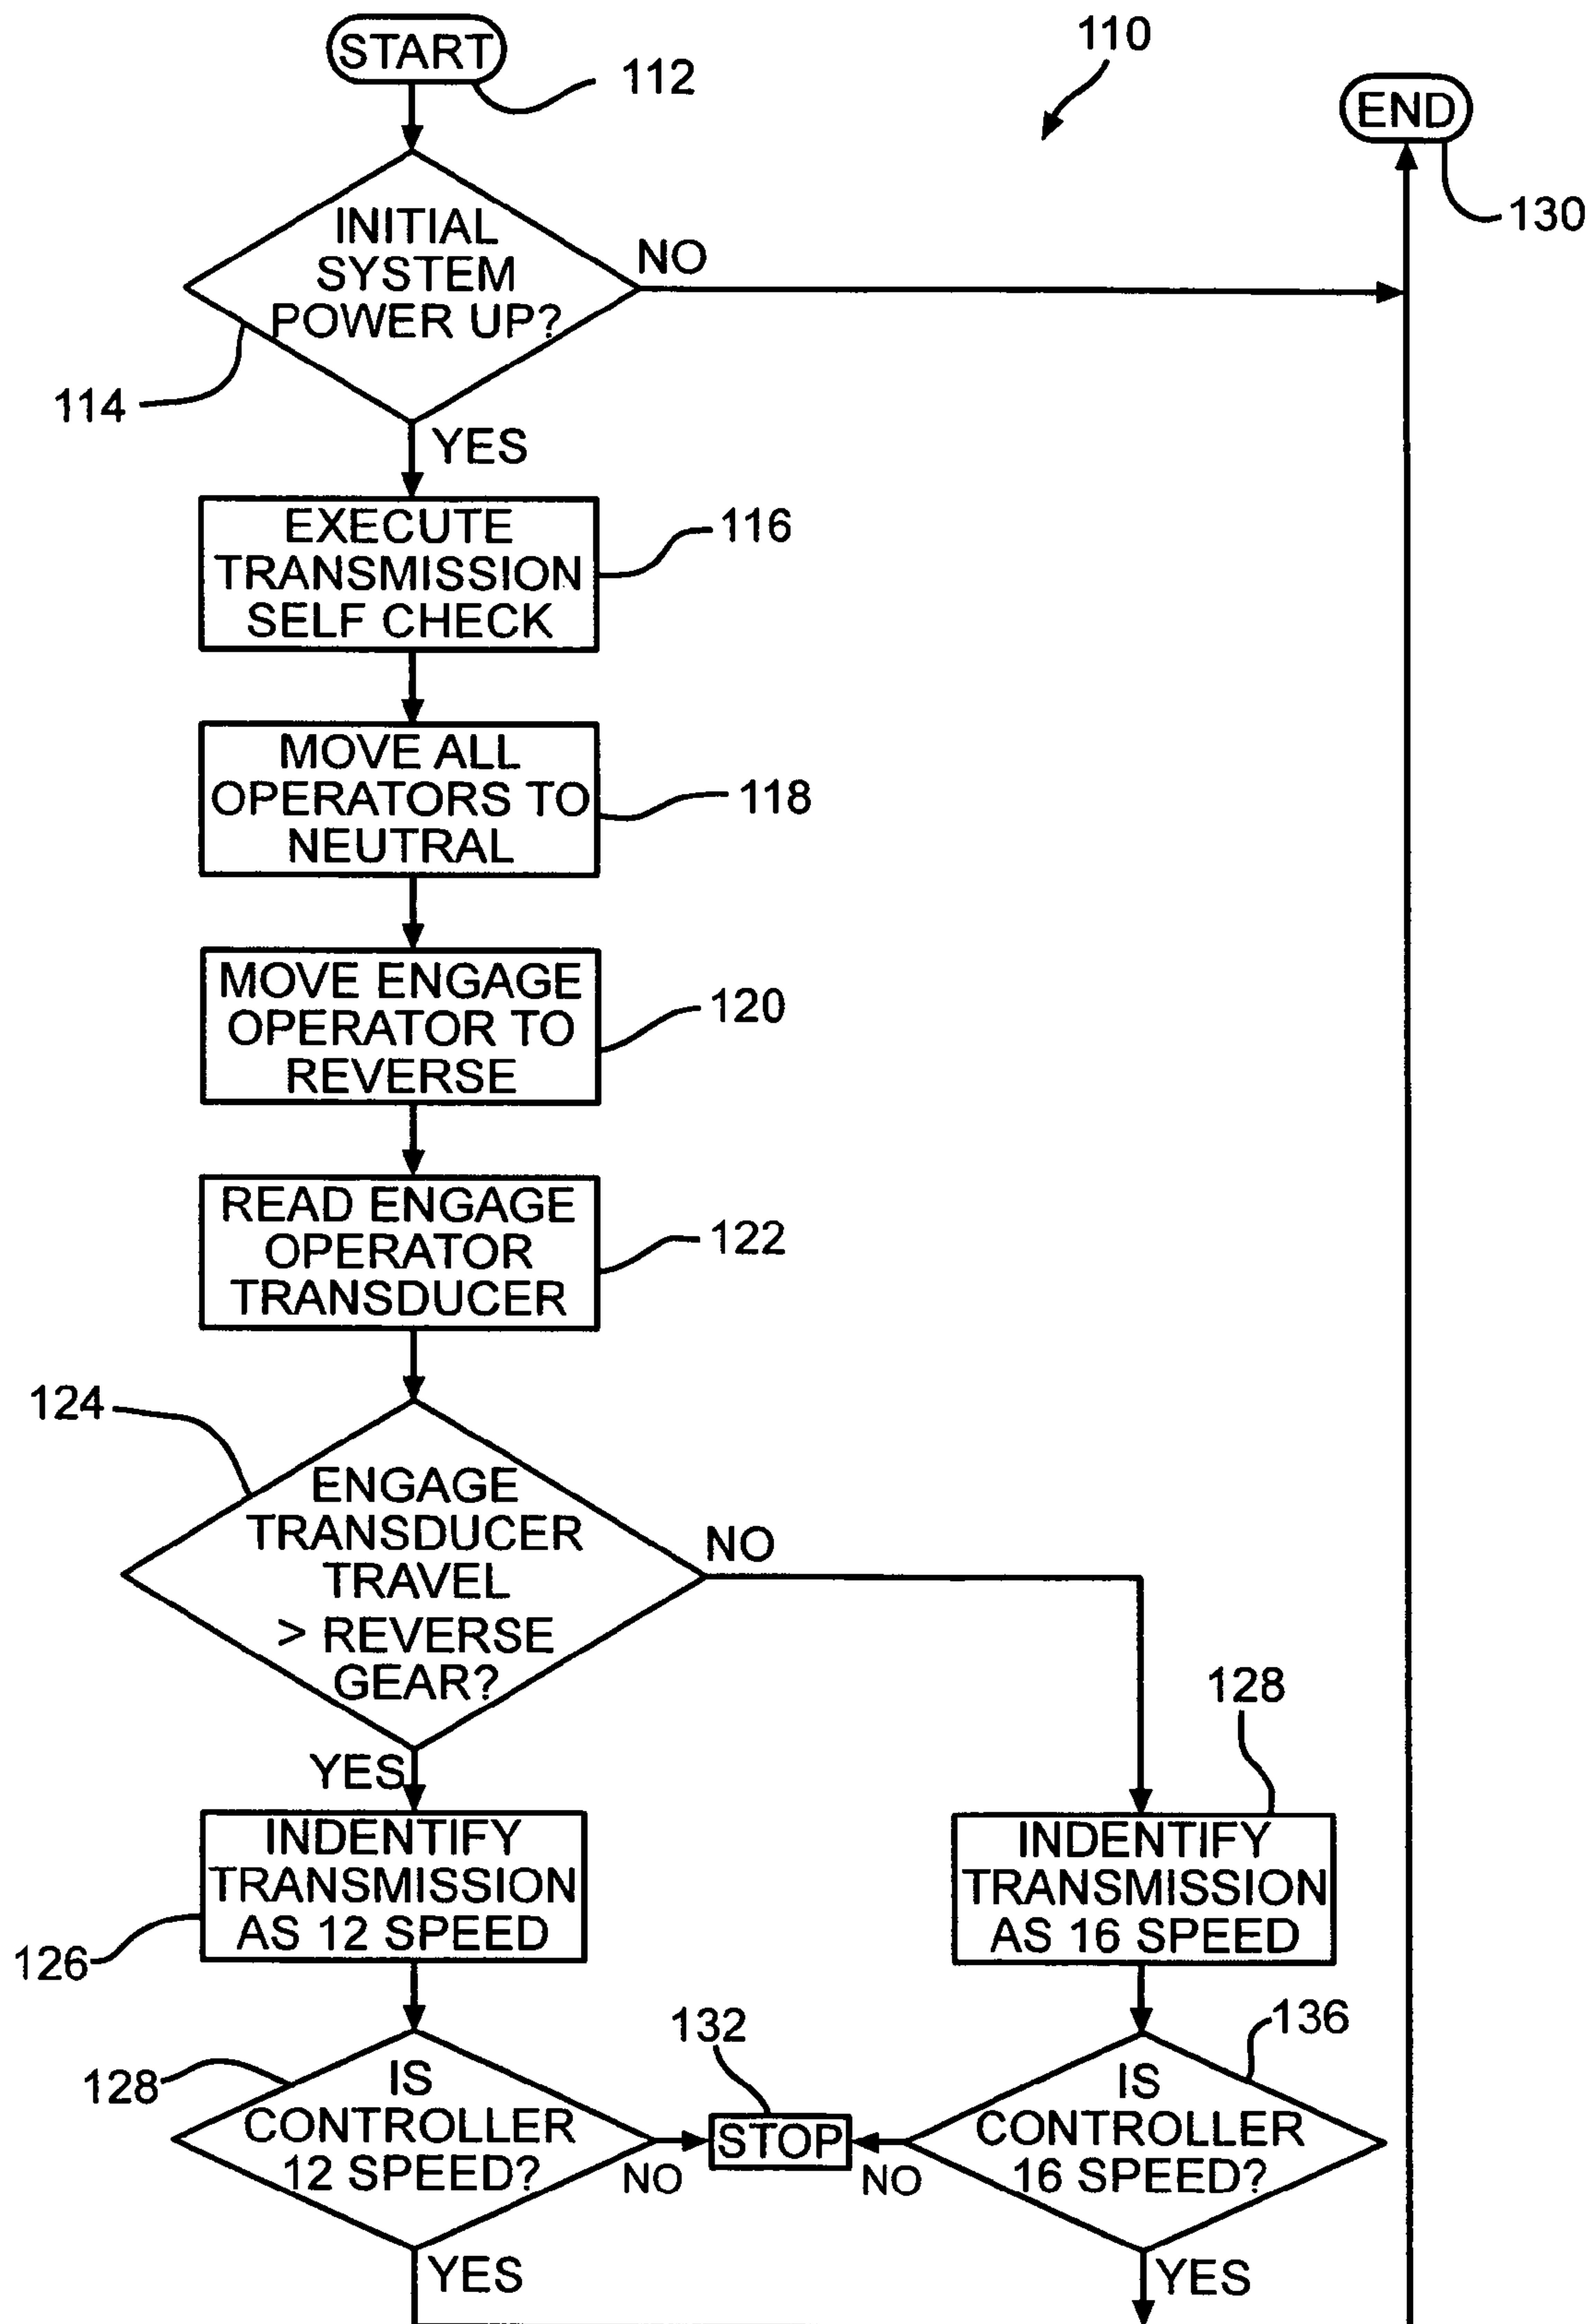 START
112
110
END
130
INITIAL
SYSTEM
POWER UP?
NO
114
YES
EXECUTE
TRANSMISSION
SELF CHECK
116
MOVE ALL
OPERATORS TO
NEUTRAL
118
MOVE ENGAGE
OPERATOR TO
REVERSE
120
READ ENGAGE
OPERATOR
TRANSDUCER
122
124
ENGAGE
TRANSDUCER
TRAVEL
> REVERSE
GEAR?
NO
YES
128
INDENTIFY
TRANSMISSION
AS 12 SPEED
126
INDENTIFY
TRANSMISSION
AS 16 SPEED
128
IS
CONTROLLER
12 SPEED?
NO
132
STOP
136
IS
CONTROLLER
16 SPEED?
NO
YES
YES